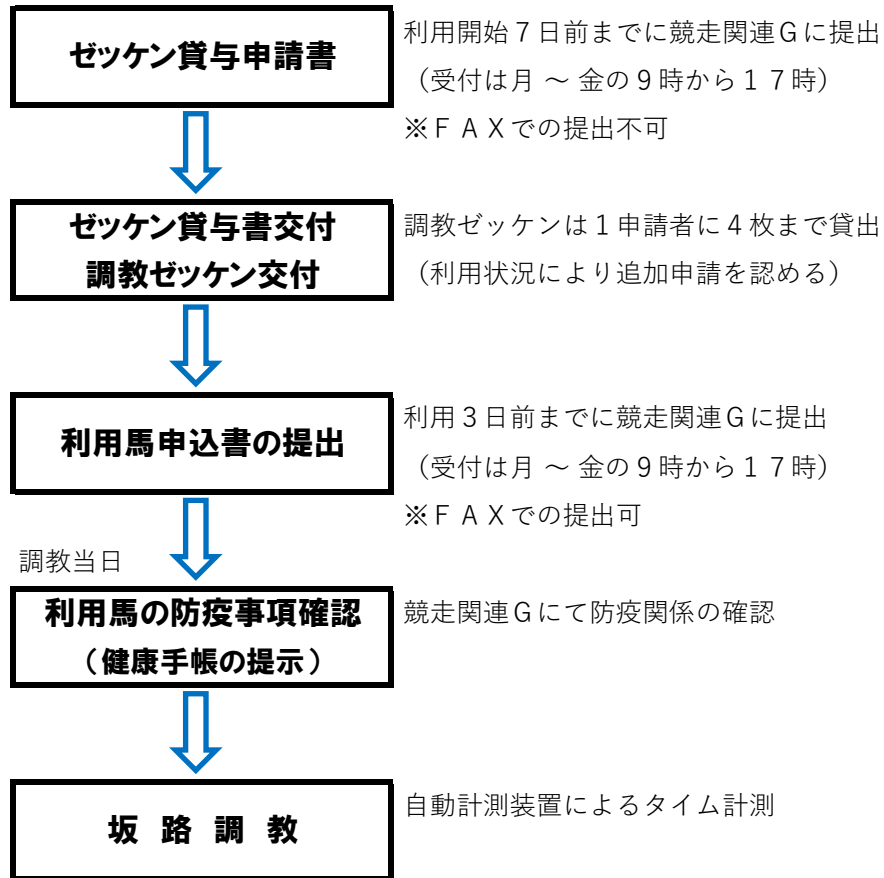 ゼッケン貸与申請書
利用開始７日前までに競走関連Ｇに提出
（受付は月 ～ 金の９時から１７時）
※ＦＡＸでの提出不可
ゼッケン貸与書交付
調教ゼッケン交付
調教ゼッケンは１申請者に４枚まで貸出
（利用状況により追加申請を認める）
利用馬申込書の提出
利用３日前までに競走関連Ｇに提出
（受付は月 ～ 金の９時から１７時）
※ＦＡＸでの提出可
調教当日
利用馬の防疫事項確認
（健康手帳の提示）
競走関連Ｇにて防疫関係の確認
坂 路 調 教
自動計測装置によるタイム計測